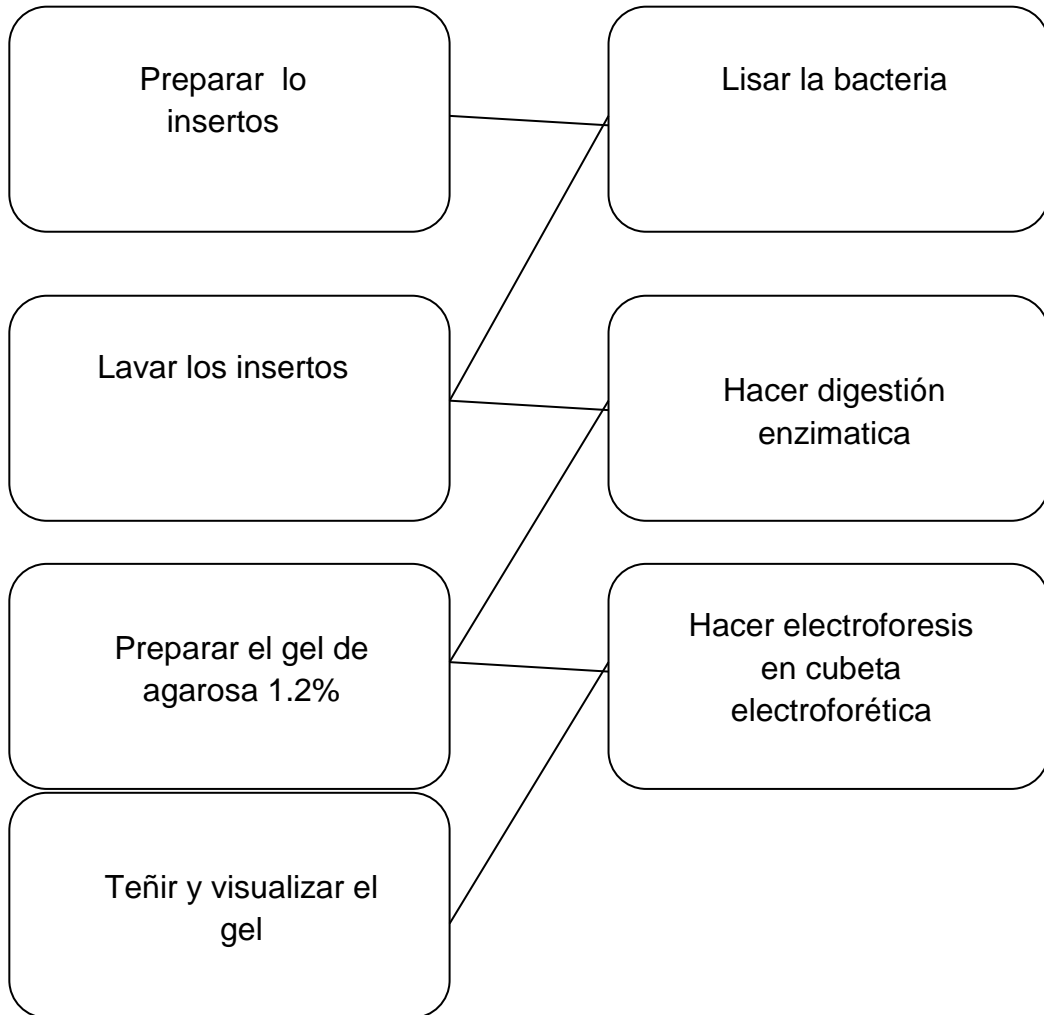 Preparar  lo
insertos
Lisar la bacteria
Lavar los insertos
Hacer digestión
enzimatica
Preparar el gel de
agarosa 1.2%
Hacer electroforesis
en cubeta
electroforética
Teñir y visualizar el
gel